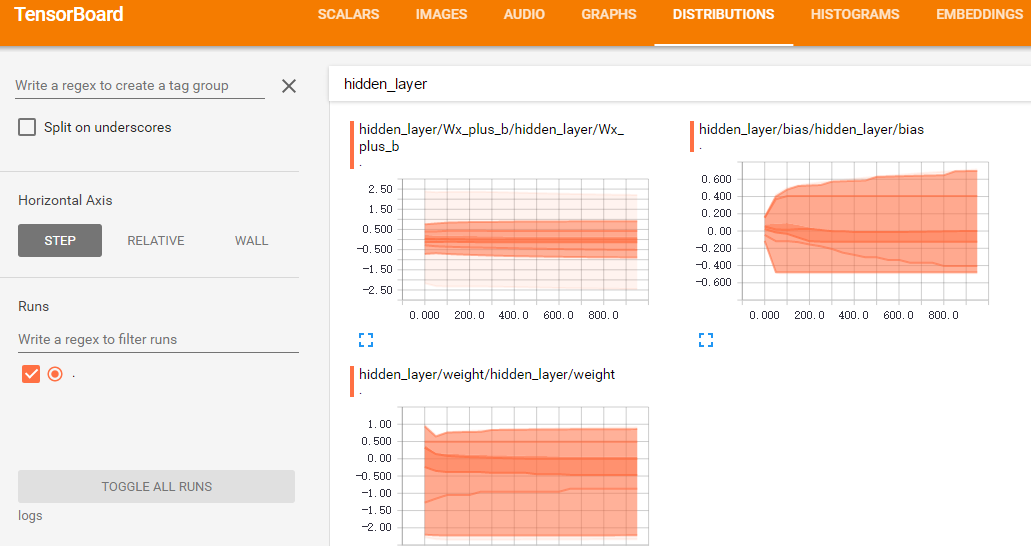 TensorBoard
SCALARS IMAGES AUDIO GRAPHS DISTRIBUTIONS HISTOGRAMS EMBEDDINGS
Write a regex to create a tag group
Split on underscores
Horizontal Axis
STEP RELATIVE WALL
Runs
Write a regex to filter runs
.
TOGGLE ALL RUNS
logs
hidden_layer
hidden_layer/Wx_plus_b/hidden_layer/Wx_
plus_b
.
2.50
1.50
0.500
-0.500
-1.50
-2.50
0.000 200.0 400.0 600.0 800.0
hidden_layer/bias/hidden_layer/bias
.
0.600
0.400
0.200
0.00
-0.200
-0.400
-0.600
0.000 200.0 400.0 600.0 800.0
hidden_layer/weight/hidden_layer/weight
.
1.00
0.500
0.00
-0.500
-1.00
-1.50
-2.00